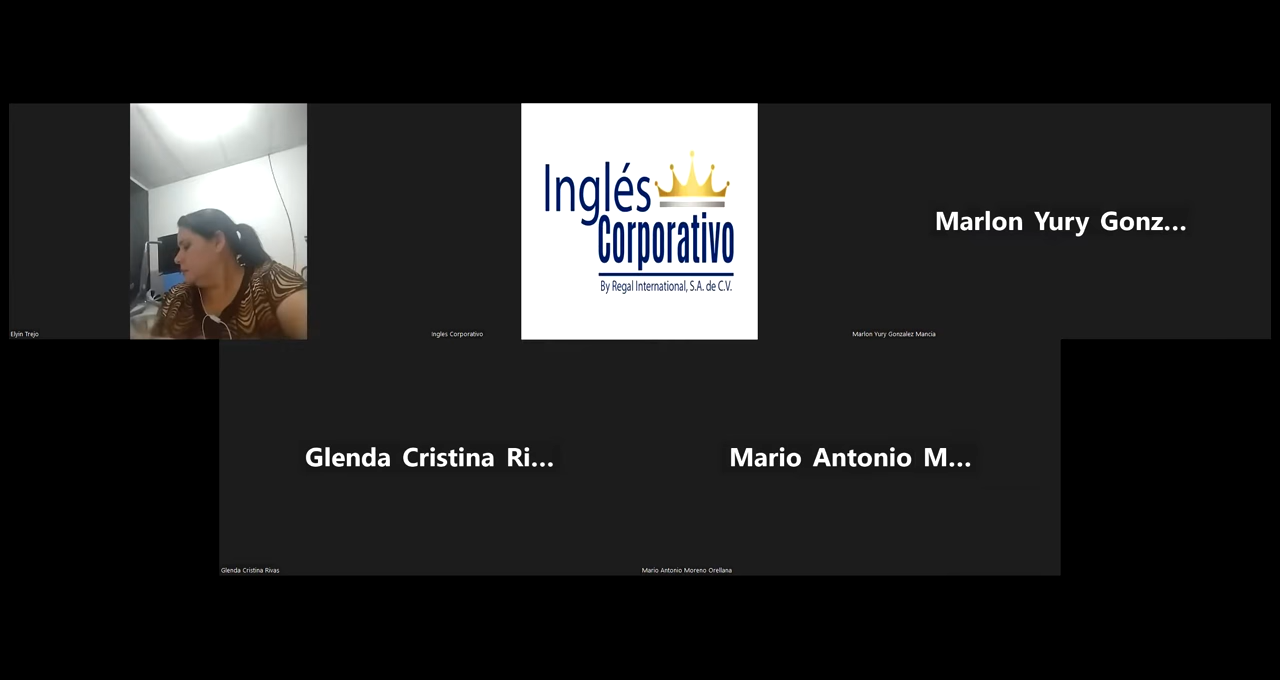 Inglés
Corporativo
By Regal International, S.A. de C.V.
Marlon Yury Gonz...
Elyin Trejo
Ingles Corporativo
Marlon Yury Gonzalez Mancia
Glenda Cristina Ri...
Mario Antonio M...
Glenda Cristina Rivas
Mario Antonio Moreno Orellana